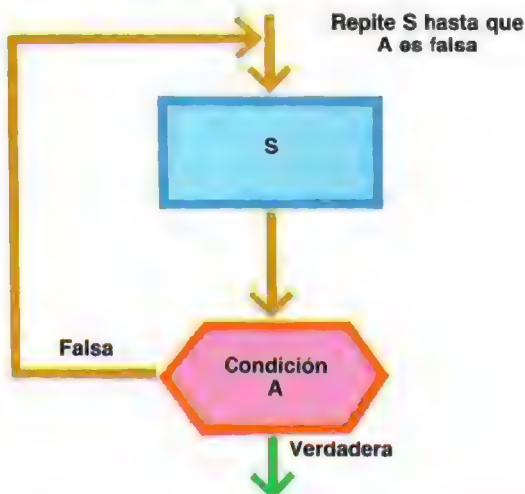 Repite S hasta que
A es falsa
S
Condición
A
Falsa
Verdadera